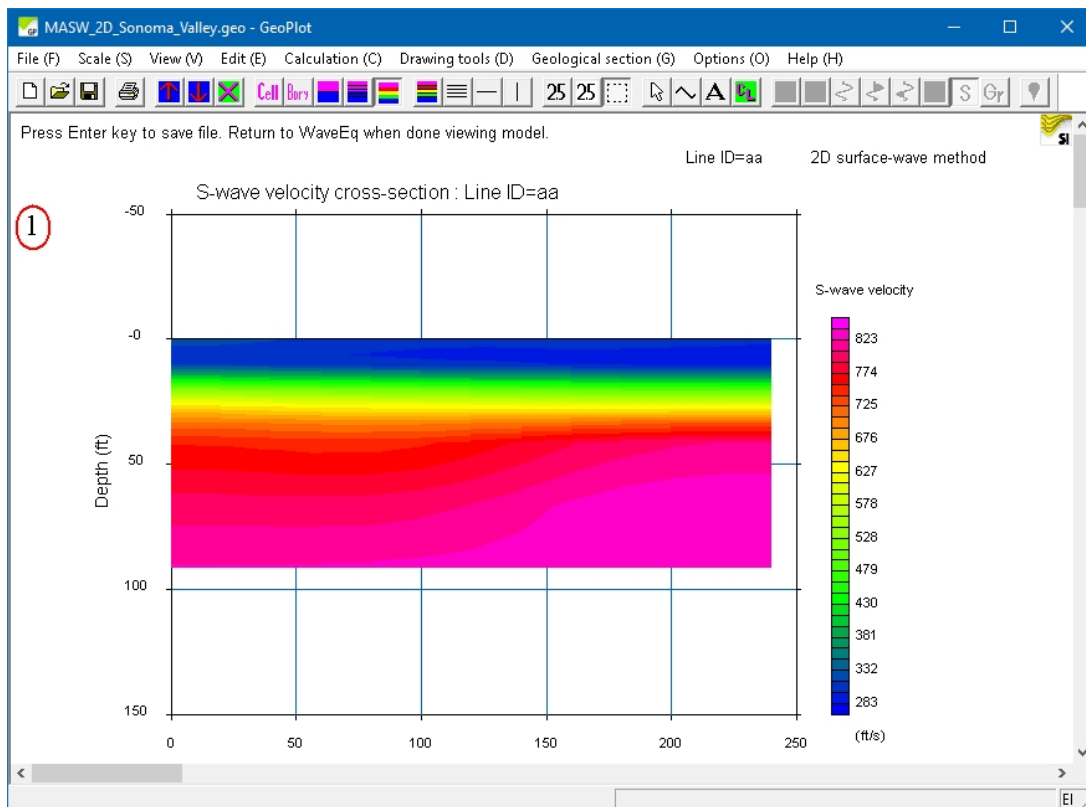 GP MASW_2D_Sonoma_Valley.geo - GeoPlot
File (F) Scale (S) View (V) Edit (E) Calculation (C) Drawing tools (D) Geological section (G) Options (O) Help (H)
Cell Bory 25 25 A CL S Gr
Press Enter key to save file. Return to WaveEq when done viewing model.
SI
Line ID=aa 2D surface-wave method
S-wave velocity cross-section : Line ID=aa
1
-50
-0
50
100
150
Depth (ft)
0 50 100 150 200 250
S-wave velocity
823
774
725
676
627
578
528
479
430
381
332
283
(ft/s)